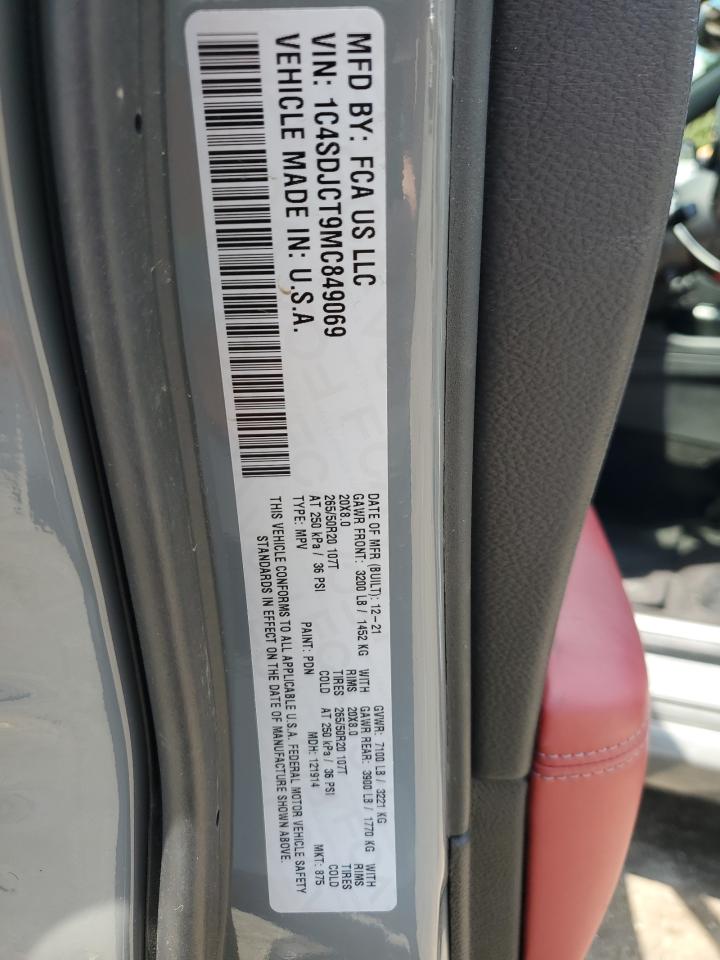 MFD BY: FCA US LLC
VIN: 1C4SDJCT9MC849069
VEHICLE MADE IN: U.S.A.
DATE OF MFR (BUILT): 12-21 GVWR: 7100 LB / 3221 KG
GAWR FRONT: 3200 LB / 1452 KG WITH GAWR REAR: 3900 LB / 1770 KG WITH
20X8.0 RIMS 20X8.0 RIMS
265/50R20 107T TIRES 265/50R20 107T TIRES
AT 250 kPa / 36 PSI COLD AT 250 kPa / 36 PSI COLD
TYPE: MPV PAINT: PDN MDH: 121914 MKT: 875
THIS VEHICLE CONFORMS TO ALL APPLICABLE U.S.A. FEDERAL MOTOR VEHICLE SAFETY
STANDARDS IN EFFECT ON THE DATE OF MANUFACTURE SHOWN ABOVE.